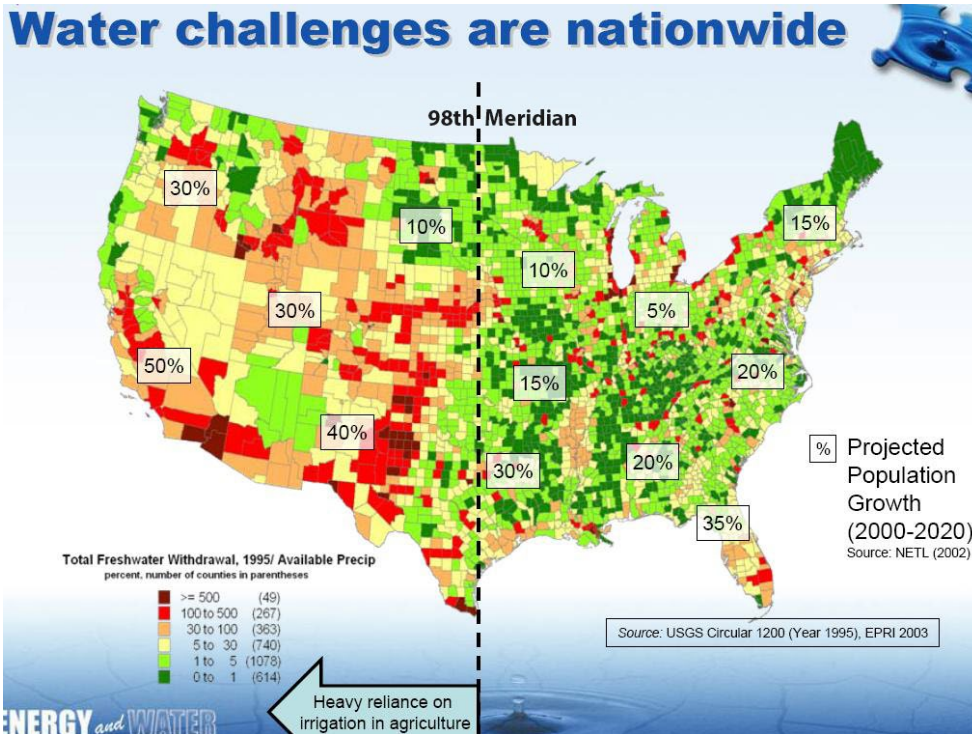 Water challenges are nationwide
98th Meridian
30%
10%
15%
10%
30%
5%
50%
15%
20%
40%
30%
20%
35%
% Projected
Population
Growth
(2000-2020)
Source: NETL (2002)
Total Freshwater Withdrawal, 1995/ Available Precip
percent, number of counties in parentheses
>= 500 (49)
100 to 500 (267)
30 to 100 (363)
5 to 30 (740)
1 to 5 (1078)
0 to 1 (614)
Source: USGS Circular 1200 (Year 1995), EPRI 2003
Heavy reliance on
irrigation in agriculture
ENERGY and WATER